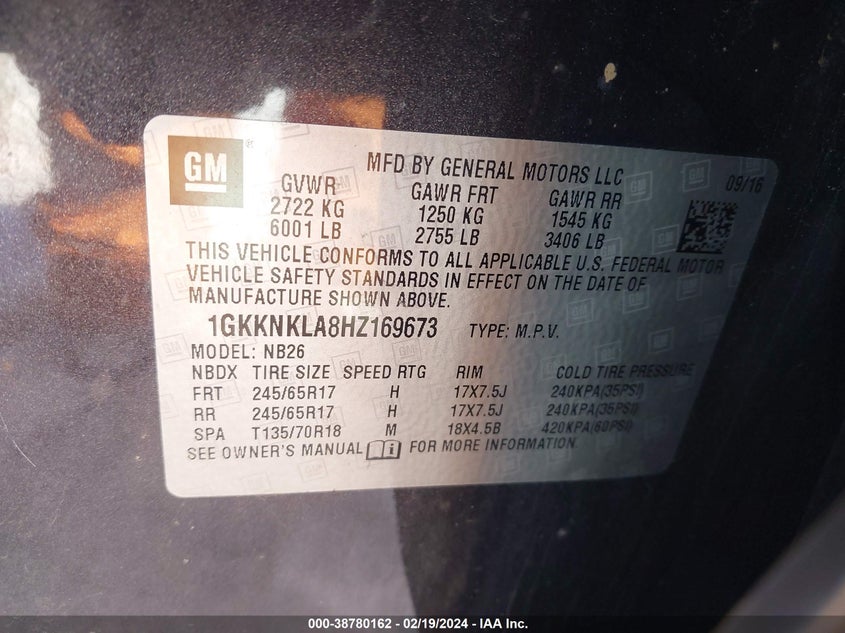 GM ®
MFD BY GENERAL MOTORS LLC
09/16
GVWR GAWR FRT GAWR RR
2722 KG 1250 KG 1545 KG
6001 LB 2755 LB 3406 LB
THIS VEHICLE CONFORMS TO ALL APPLICABLE U.S. FEDERAL MOTOR
VEHICLE SAFETY STANDARDS IN EFFECT ON THE DATE OF
MANUFACTURE SHOWN ABOVE.
1GKKNKLA8HZ169673 TYPE: M.P.V.
MODEL: NB26
NBDX TIRE SIZE SPEED RTG RIM COLD TIRE PRESSURE
FRT 245/65R17 H 17X7.5J 240KPA(35PSI)
RR 245/65R17 H 17X7.5J 240KPA(35PSI)
SPA T135/70R18 M 18X4.5B 420KPA(60PSI)
SEE OWNER'S MANUAL i FOR MORE INFORMATION.
000-38780162 - 02/19/2024 - IAA Inc.